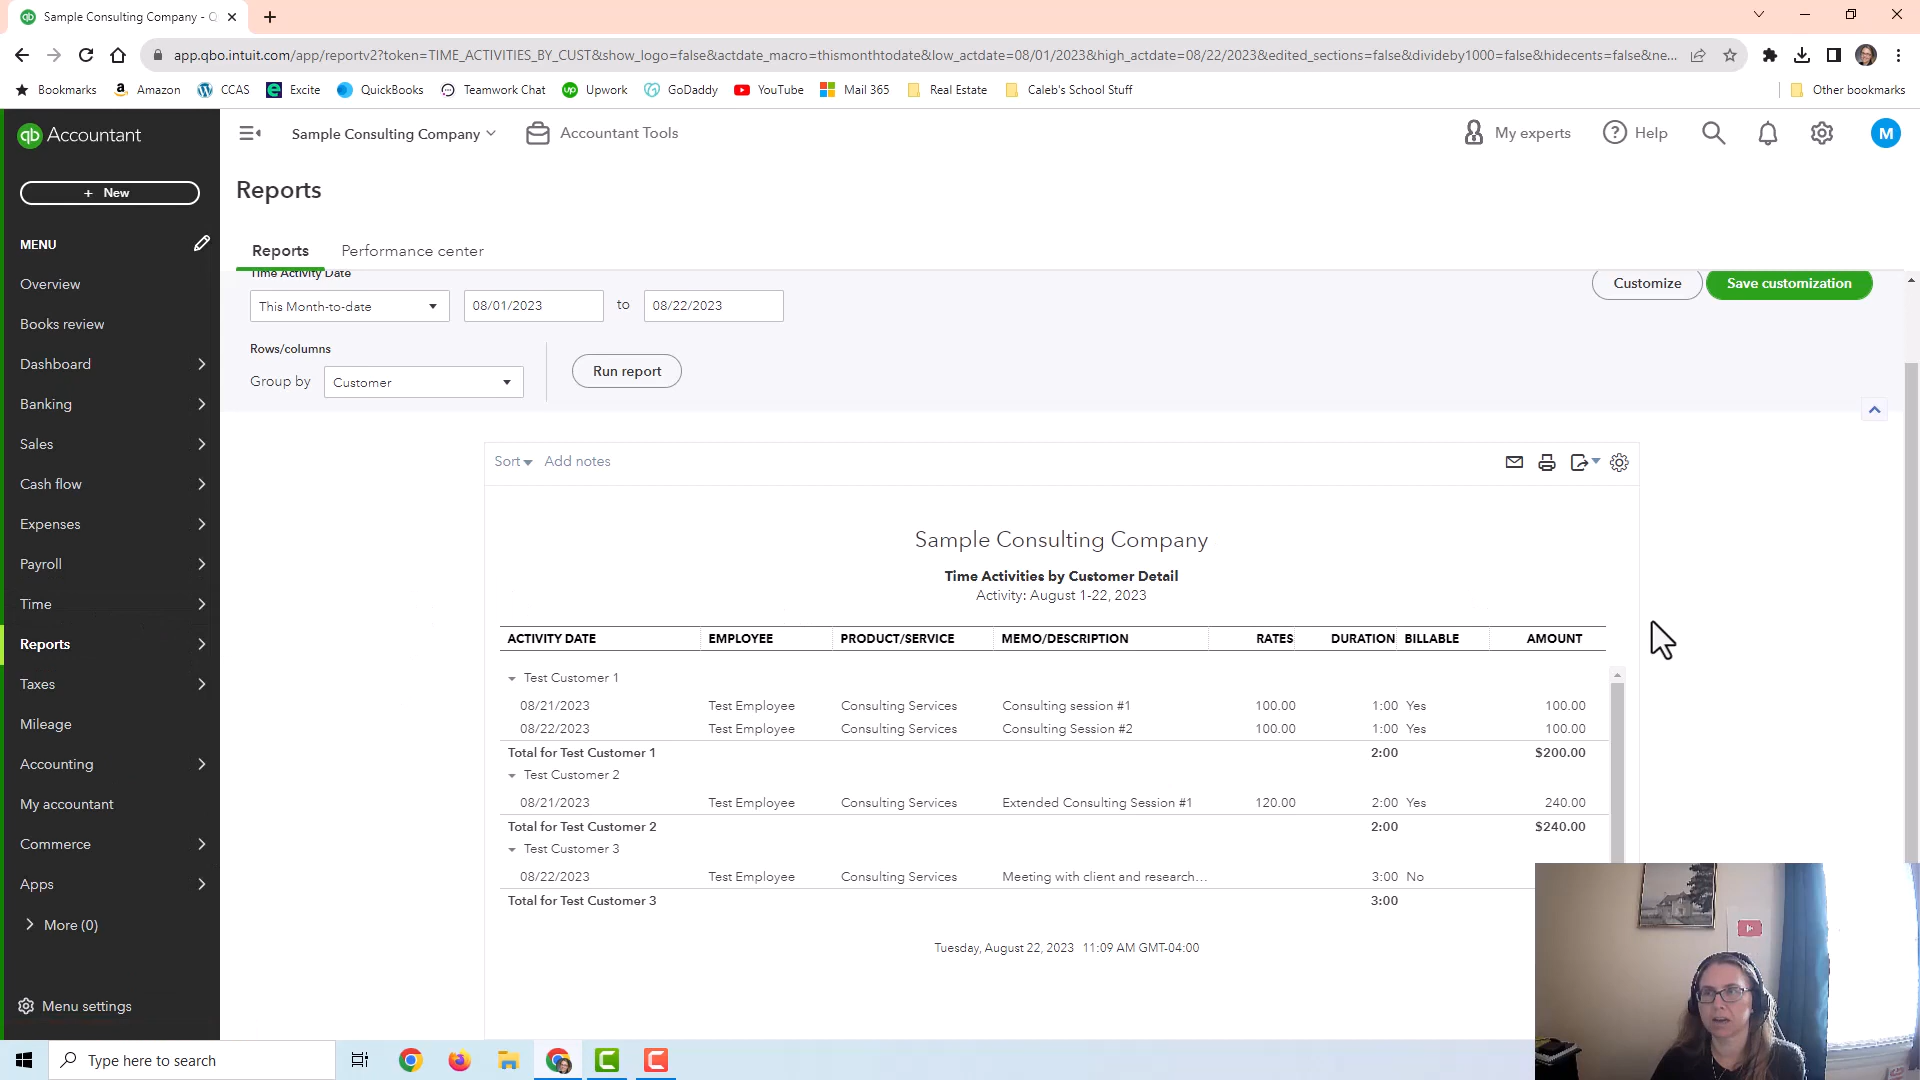 Sample Consulting Company - Q
app.qbo.intuit.com/app/reportv2?token=TIME_ACTIVITIES_BY_CUST&show_logo=false&actdate_macro=thismonthtodate&low_actdate=08/01/2023&high_actdate=08/22/2023&edited_sections=false&divideby1000=false&hidecents=false&ne...
Bookmarks Amazon CCAS Excite QuickBooks Teamwork Chat Upwork GoDaddy YouTube Mail 365 Real Estate Caleb's School Stuff Other bookmarks
qb Accountant
Sample Consulting Company Accountant Tools My experts Help M
+ New
MENU
Overview
Books review
Dashboard
Banking
Sales
Cash flow
Expenses
Payroll
Time
Reports
Taxes
Mileage
Accounting
My accountant
Commerce
Apps
More (0)
Menu settings
Reports
Reports Performance center
Time Activity Date
This Month-to-date 08/01/2023 to 08/22/2023
Customize Save customization
Rows/columns
Group by Customer Run report
Sort Add notes
Sample Consulting Company
Time Activities by Customer Detail
Activity: August 1-22, 2023
ACTIVITY DATE EMPLOYEE PRODUCT/SERVICE MEMO/DESCRIPTION RATES DURATION BILLABLE AMOUNT
Test Customer 1
08/21/2023 Test Employee Consulting Services Consulting session #1 100.00 1:00 Yes 100.00
08/22/2023 Test Employee Consulting Services Consulting Session #2 100.00 1:00 Yes 100.00
Total for Test Customer 1 2:00 $200.00
Test Customer 2
08/21/2023 Test Employee Consulting Services Extended Consulting Session #1 120.00 2:00 Yes 240.00
Total for Test Customer 2 2:00 $240.00
Test Customer 3
08/22/2023 Test Employee Consulting Services Meeting with client and research... 3:00 No
Total for Test Customer 3 3:00
Tuesday, August 22, 2023 11:09 AM GMT-04:00
Type here to search